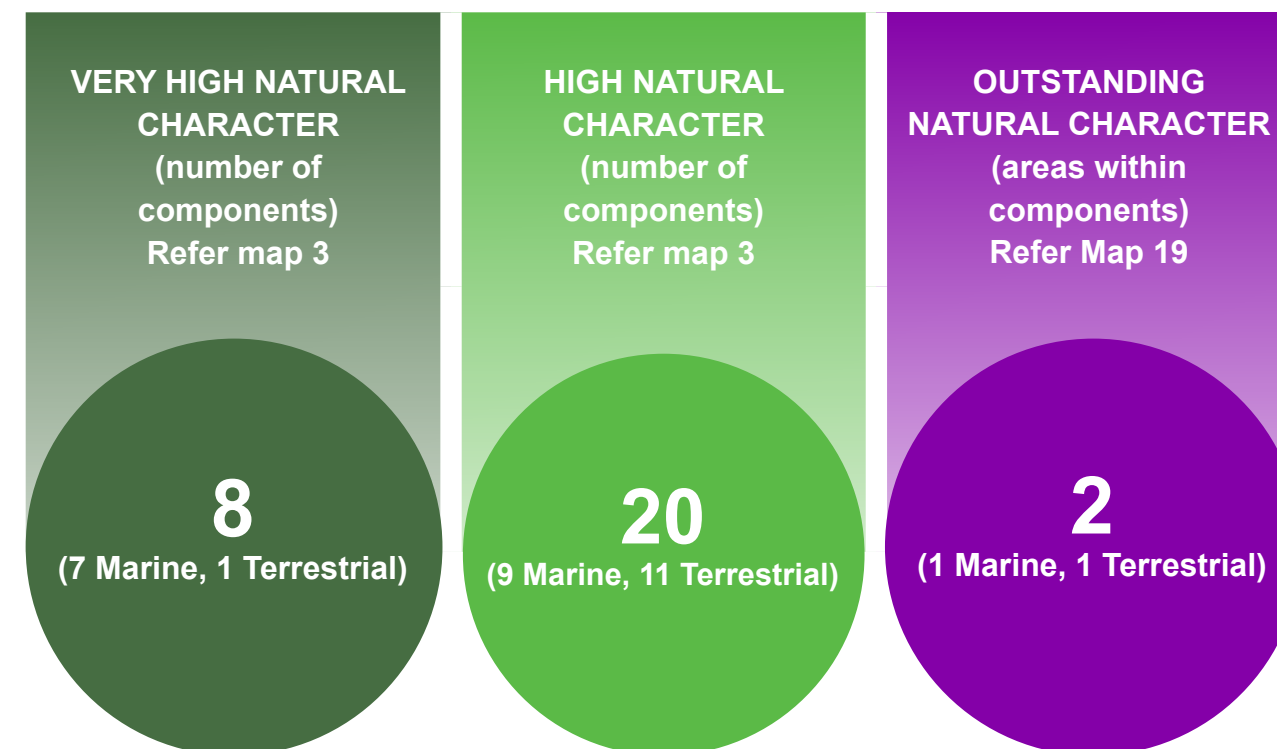 VERY HIGH NATURAL
CHARACTER
(number of
components)
Refer map 3
8
(7 Marine, 1 Terrestrial)
HIGH NATURAL
CHARACTER
(number of
components)
Refer map 3
20
(9 Marine, 11 Terrestrial)
OUTSTANDING
NATURAL CHARACTER
(areas within
components)
Refer Map 19
2
(1 Marine, 1 Terrestrial)